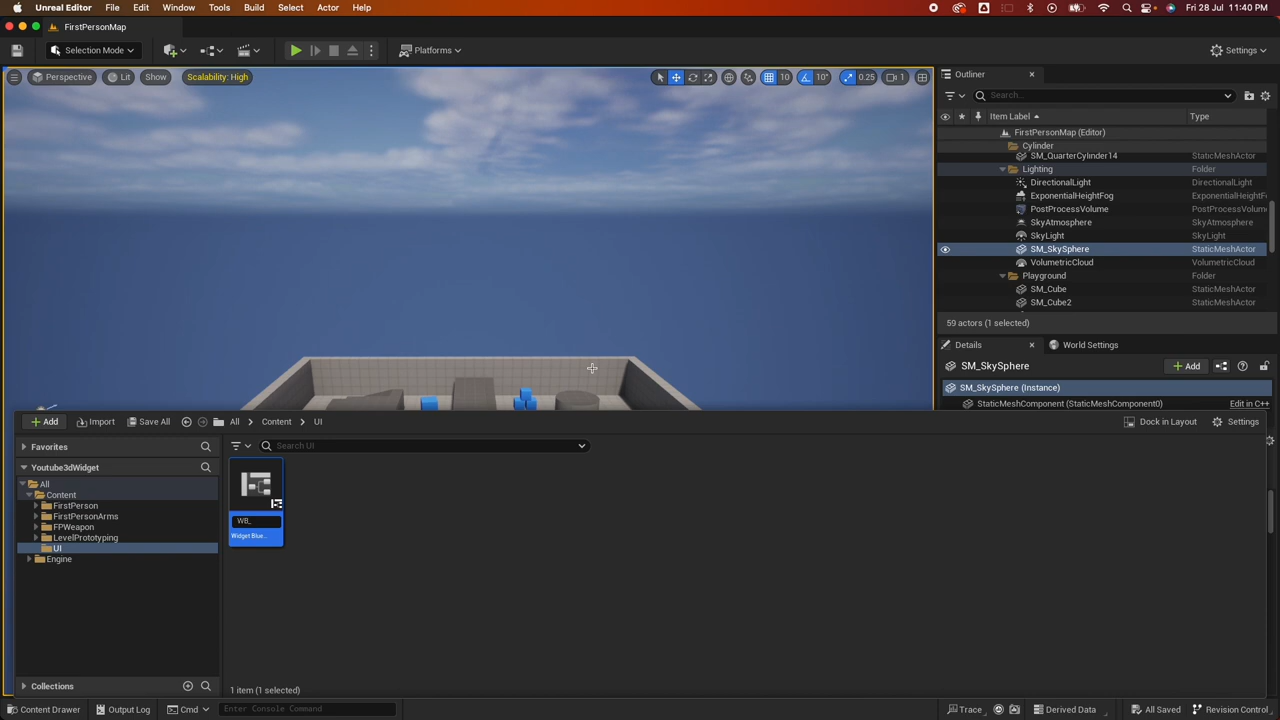 Unreal Editor File Edit Window Tools Build Select Actor Help Fri 28 Jul 11:40 PM
FirstPersonMap
Selection Mode Platforms Settings
Perspective Lit Show Scalability: High 10 10° 0.25 1
Outliner
Search...
Item Label Type
FirstPersonMap (Editor)
Cylinder
SM_QuarterCylinder14 StaticMeshActor
Lighting Folder
DirectionalLight DirectionalLight
ExponentialHeightFog ExponentialHeightFog
PostProcessVolume PostProcessVolum
SkyAtmosphere SkyAtmosphere
SkyLight SkyLight
SM_SkySphere StaticMeshActor
VolumetricCloud VolumetricCloud
Playground Folder
SM_Cube StaticMeshActor
SM_Cube2 StaticMeshActor
59 actors (1 selected)
Details World Settings
SM_SkySphere Add
SM_SkySphere (Instance)
StaticMeshComponent (StaticMeshComponent0) Edit in C++
Add Import Save All All Content UI Dock in Layout Settings
Favorites Search UI
Youtube3dWidget
All
Content
FirstPerson
FirstPersonArms
FPWeapon
LevelPrototyping
UI
Engine
WB_
Widget Blue...
Collections 1 item (1 selected)
Content Drawer Output Log Cmd Enter Console Command Trace Derived Data All Saved Revision Control